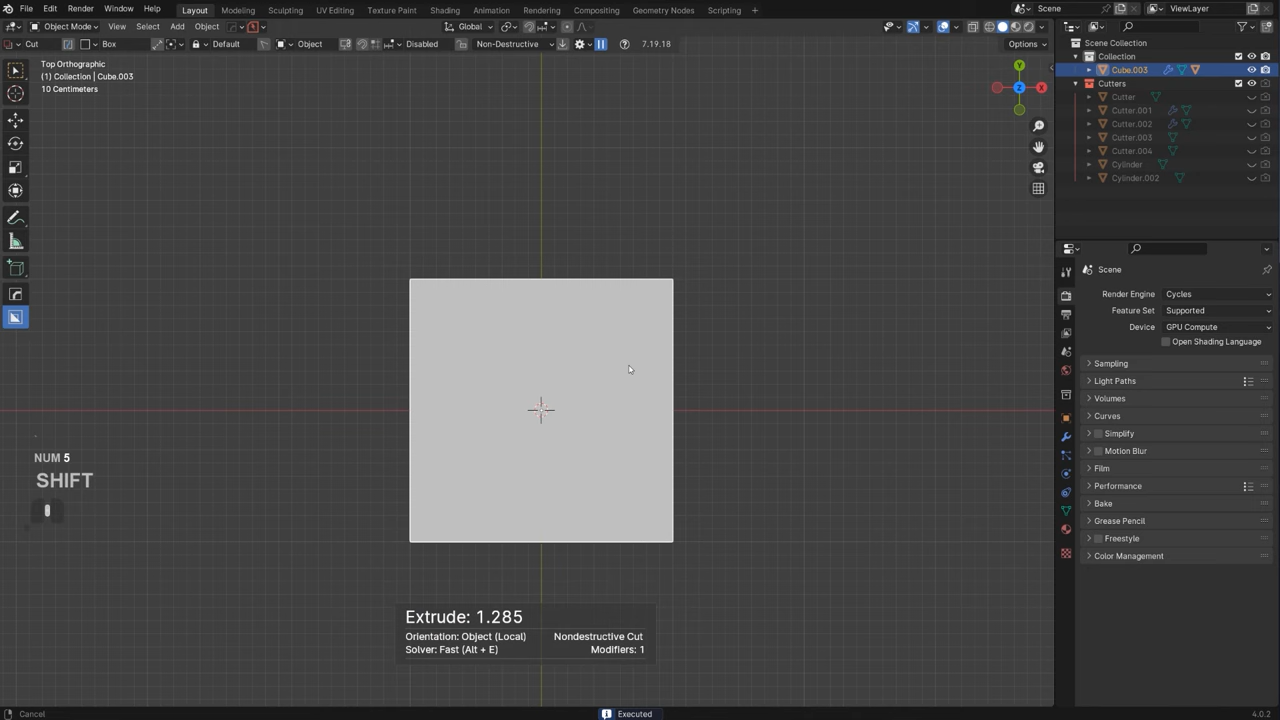 File Edit Render Window Help Layout Modeling Sculpting UV Editing Texture Paint Shading Animation Rendering Compositing Geometry Nodes Scripting + Scene ViewLayer
Object Mode View Select Add Object Global
Cut Box Default Object Disabled Non-Destructive 7.19.18 Options
Top Orthographic
(1) Collection | Cube.003
10 Centimeters
Y
Z
X
NUM 5
SHIFT
Extrude: 1.285
Orientation: Object (Local) Nondestructive Cut
Solver: Fast (Alt + E) Modifiers: 1
Scene Collection
Collection
Cube.003
Cutters
Cutter
Cutter.001
Cutter.002
Cutter.003
Cutter.004
Cylinder
Cylinder.002
Scene
Render Engine Cycles
Feature Set Supported
Device GPU Compute
Open Shading Language
Sampling
Light Paths
Volumes
Curves
Simplify
Motion Blur
Film
Performance
Bake
Grease Pencil
Freestyle
Color Management
Cancel Executed 4.0.2